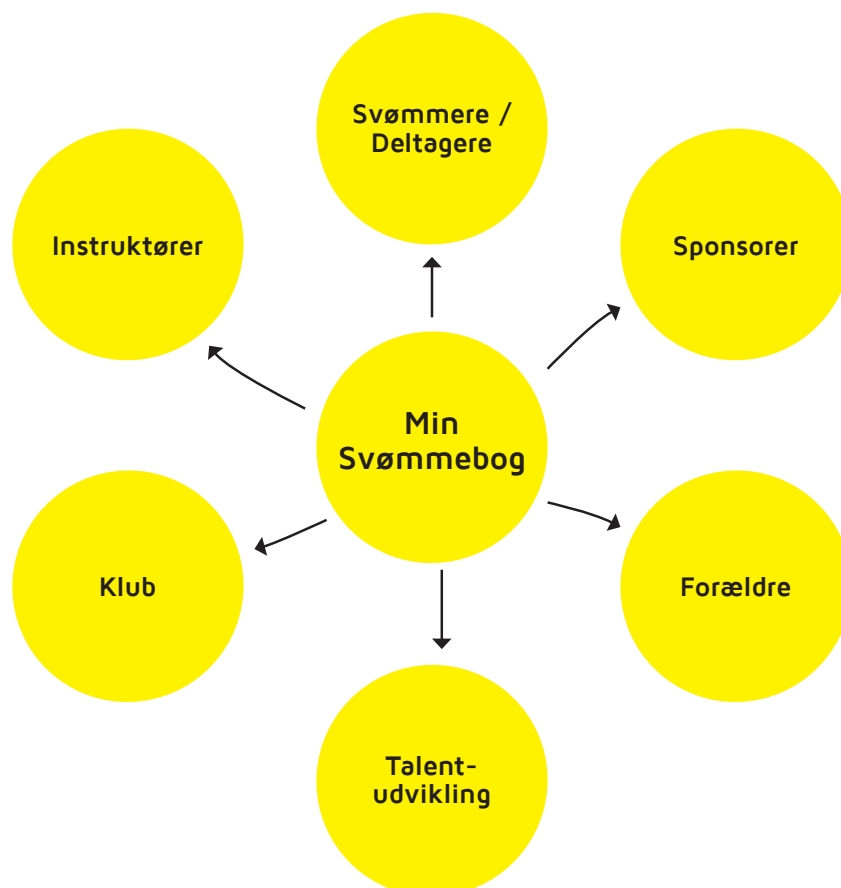 Svømmere /
Deltagere
Instruktører
Sponsorer
Min
Svømmebog
Klub
Forældre
Talent-
udvikling